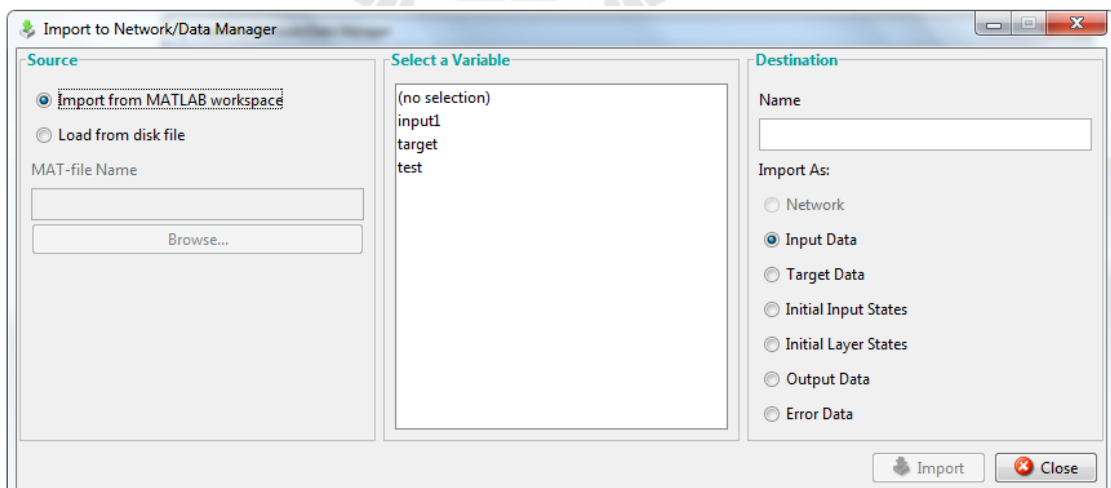 Import to Network/Data Manager
Source
Import from MATLAB workspace
Load from disk file
MAT-file Name
Browse...
Select a Variable
(no selection)
input1
target
test
Destination
Name
Import As:
Network
Input Data
Target Data
Initial Input States
Initial Layer States
Output Data
Error Data
Import
Close